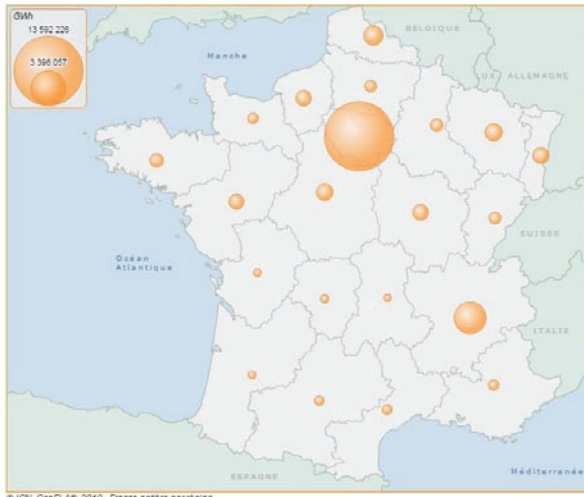 GWh
13 592 226
3 398 057
BELGIQUE
Manche
LUX.
ALLEMAGNE
Océan
Atlantique
SUISSE
ITALIE
ESPAGNE
Méditerranée